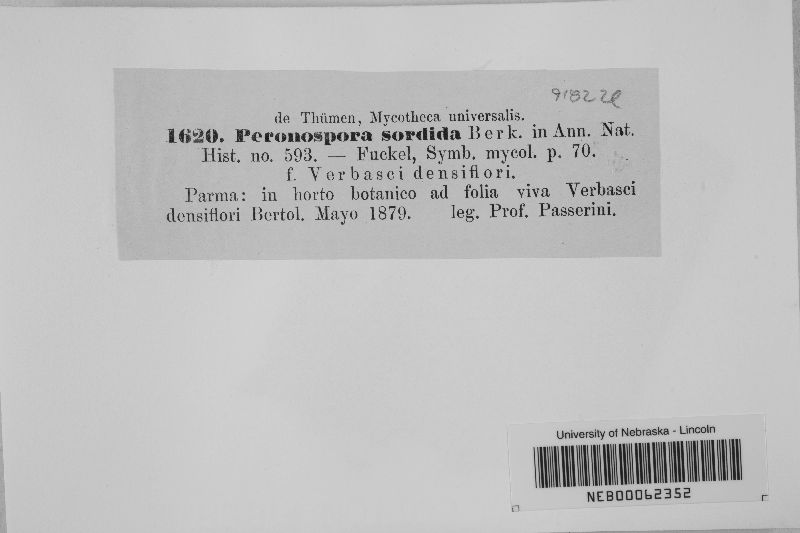 de Thümen, Mycotheca universalis.
1620. Peronospora sordida Berk. in Ann. Nat.
Hist. no. 593. — Fuckel, Symb. mycol. p. 70.
f. Verbasci densiflori.
Parma: in horto botanico ad folia viva Verbasci
densiflori Bertol. Mayo 1879. leg. Prof. Passerini.
University of Nebraska - Lincoln
NEB00062352